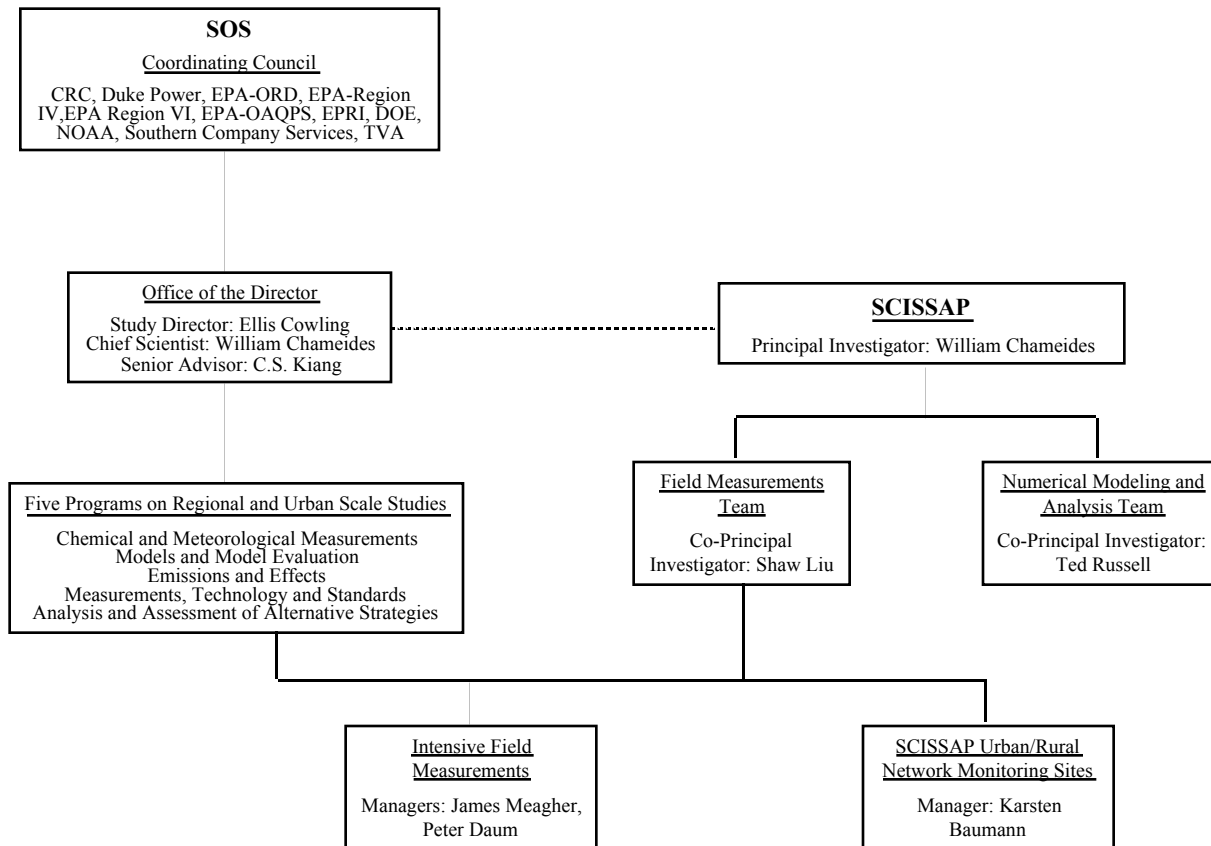 SOS
Coordinating Council
CRC, Duke Power, EPA-ORD, EPA-Region
IV,EPA Region VI, EPA-OAQPS, EPRI, DOE,
NOAA, Southern Company Services, TVA
Office of the Director
Study Director: Ellis Cowling
Chief Scientist: William Chameides
Senior Advisor: C.S. Kiang
SCISSAP
Principal Investigator: William Chameides
Five Programs on Regional and Urban Scale Studies
Chemical and Meteorological Measurements
Models and Model Evaluation
Emissions and Effects
Measurements, Technology and Standards
Analysis and Assessment of Alternative Strategies
Field Measurements
Team
Co-Principal
Investigator: Shaw Liu
Numerical Modeling and
Analysis Team
Co-Principal Investigator:
Ted Russell
Intensive Field
Measurements
Managers: James Meagher,
Peter Daum
SCISSAP Urban/Rural
Network Monitoring Sites
Manager: Karsten
Baumann